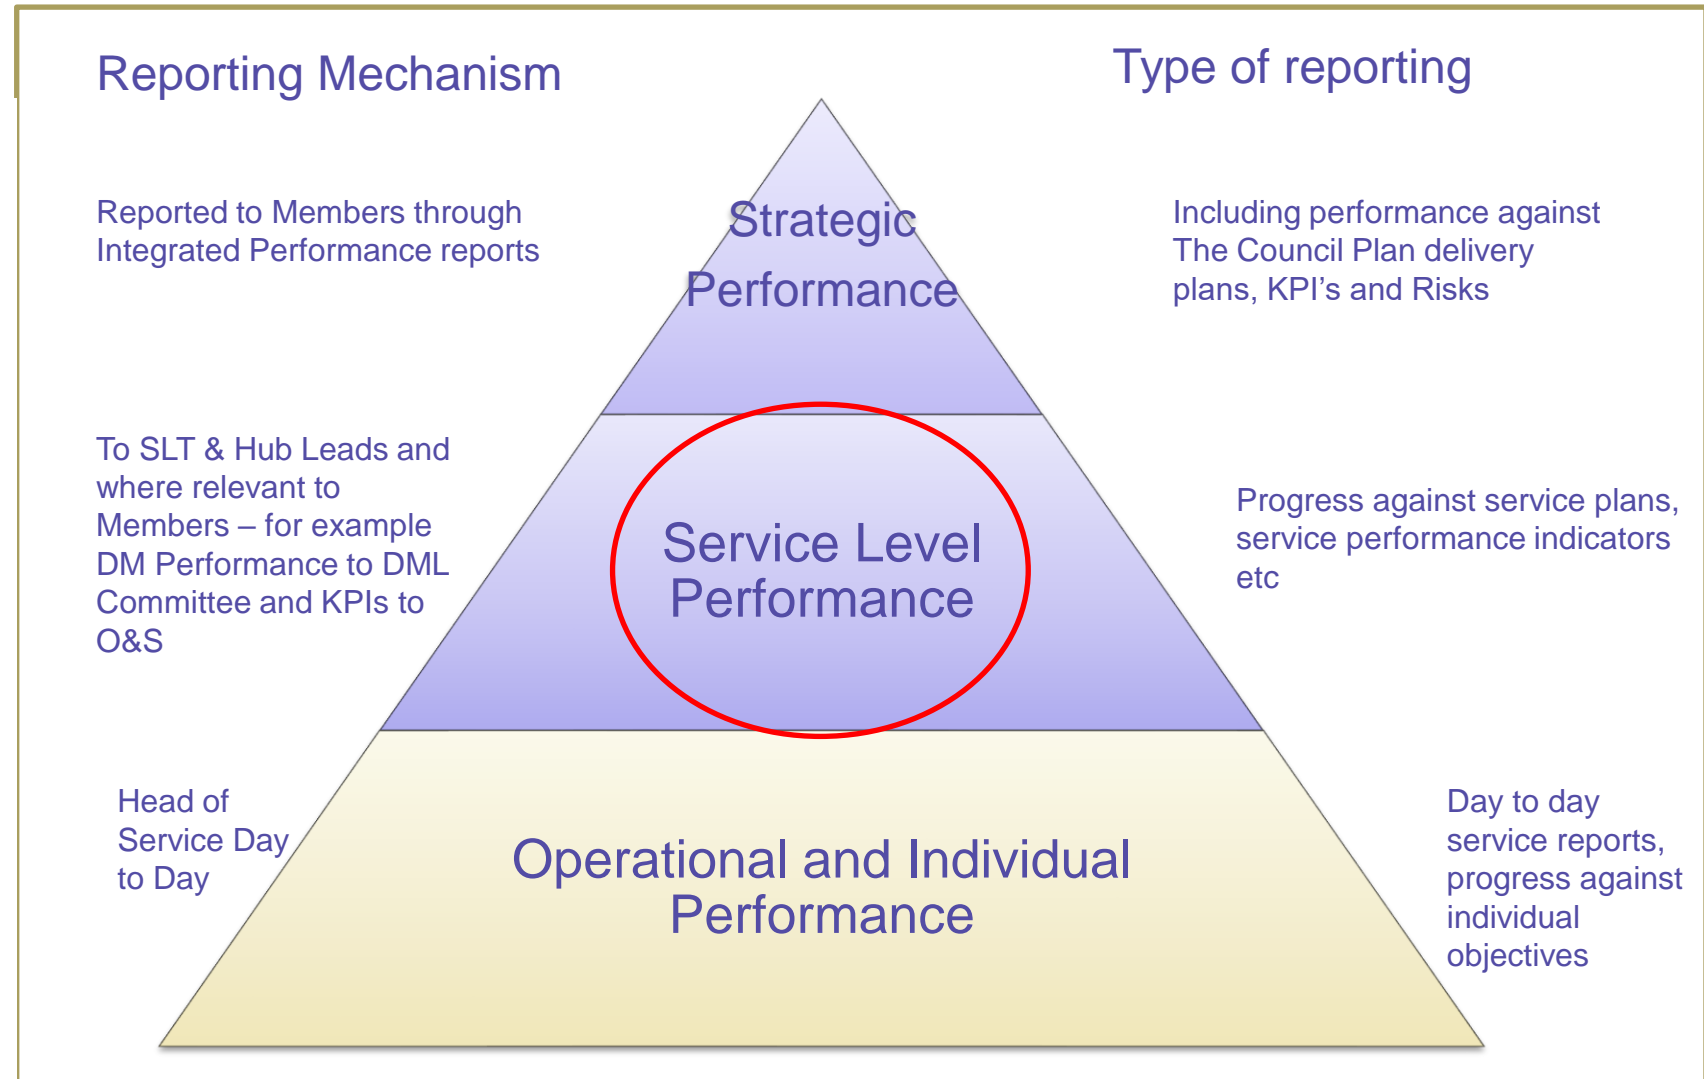 Reporting Mechanism
Type of reporting
Reported to Members through
Integrated Performance reports
Strategic
Performance
Including performance against
The Council Plan delivery
plans, KPI's and Risks
To SLT & Hub Leads and
where relevant to
Members – for example
DM Performance to DML
Committee and KPIs to
O&S
Service Level
Performance
Progress against service plans,
service performance indicators
etc
Head of
Service Day
to Day
Operational and Individual
Performance
Day to day
service reports,
progress against
individual
objectives